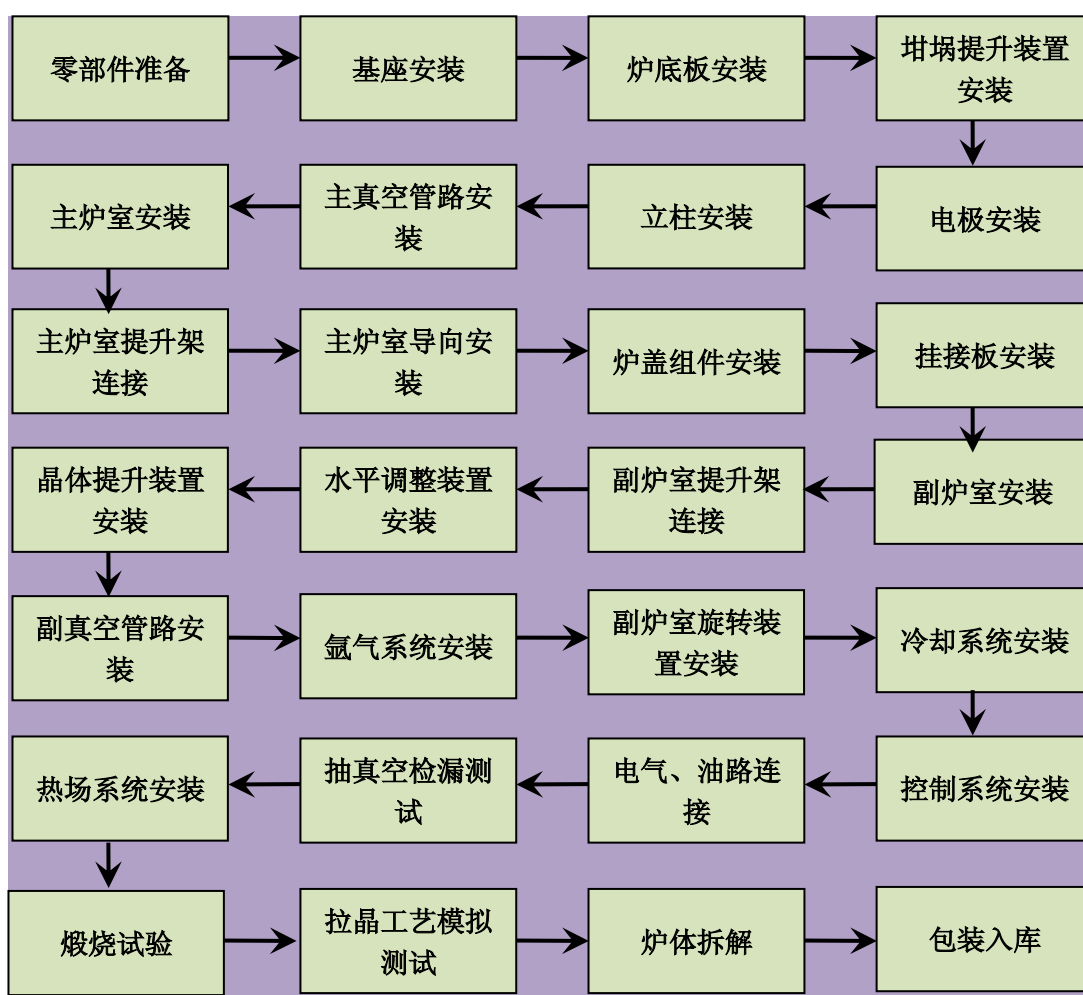 零部件准备
基座安装
炉底板安装
坩埚提升装置
安装
电极安装
立柱安装
主真空管路安
装
主炉室安装
主炉室提升架
连接
主炉室导向安
装
炉盖组件安装
挂接板安装
副炉室安装
副炉室提升架
连接
水平调整装置
安装
晶体提升装置
安装
副真空管路安
装
氩气系统安装
副炉室旋转装
置安装
冷却系统安装
控制系统安装
电气、油路连
接
抽真空检漏测
试
热场系统安装
煅烧试验
拉晶工艺模拟
测试
炉体拆解
包装入库